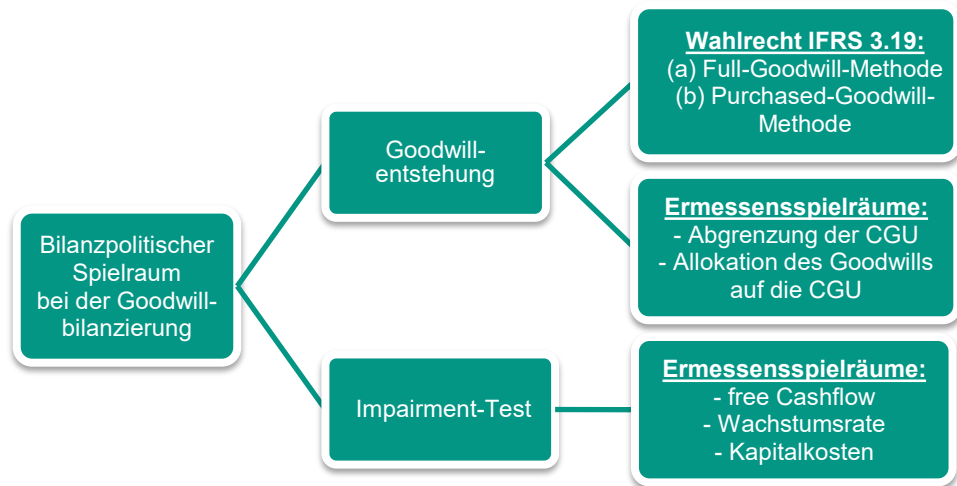 Bilanzpolitischer
Spielraum
bei der Goodwill-
bilanzierung
Goodwill-
entstehung
Wahlrecht IFRS 3.19:
(a) Full-Goodwill-Methode
(b) Purchased-Goodwill-
Methode
Ermessensspielräume:
- Abgrenzung der CGU
- Allokation des Goodwills
auf die CGU
Impairment-Test
Ermessensspielräume:
- free Cashflow
- Wachstumsrate
- Kapitalkosten